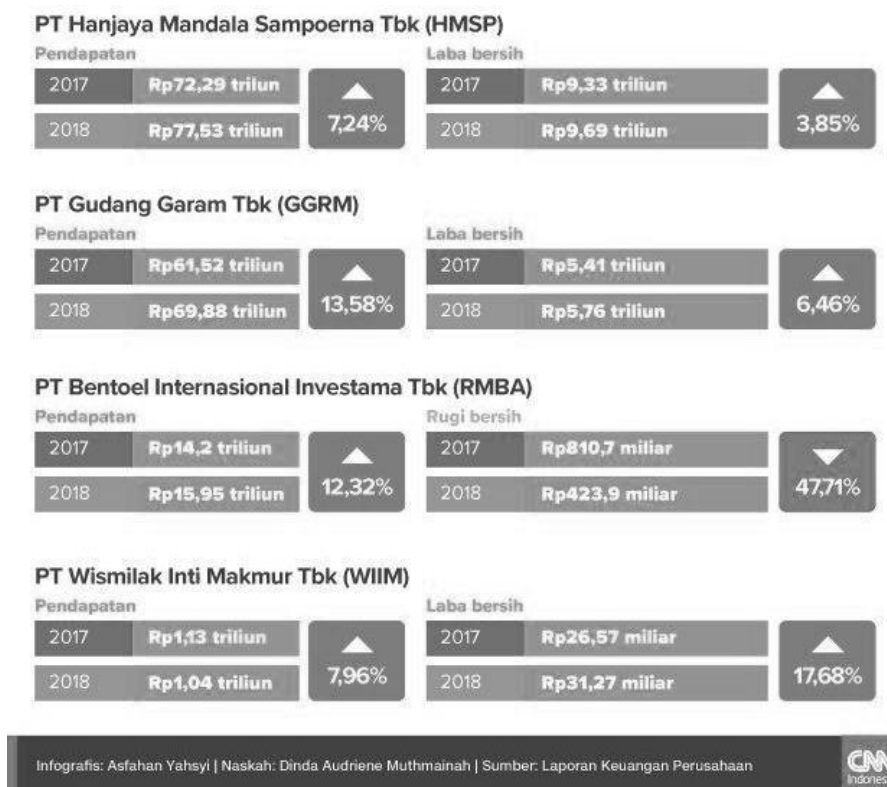 PT Hanjaya Mandala Sampoerna Tbk (HMSP)
Pendapatan Laba bersih
2017 Rp72,29 trilun 2017 Rp9,33 triliun
7,24% 3,85%
2018 Rp77,53 triliun 2018 Rp9,69 triliun
PT Gudang Garam Tbk (GGRM)
Pendapatan Laba bersih
2017 Rp61,52 triliun 2017 Rp5,41 triliun
13,58% 6,46%
2018 Rp69,88 triliun 2018 Rp5,76 triliun
PT Bentoel Internasional Investama Tbk (RMBA)
Pendapatan Rugi bersih
2017 Rp14,2 triliun 2017 Rp810,7 miliar
12,32% 47,71%
2018 Rp15,95 triliun 2018 Rp423,9 miliar
PT Wismilak Inti Makmur Tbk (WIIM)
Pendapatan Laba bersih
2017 Rp1,13 triliun 2017 Rp26,57 miliar
7,96% 17,68%
2018 Rp1,04 triliun 2018 Rp31,27 miliar
Infografis: Asfahan Yahsyi | Naskah: Dinda Audriene Muthmainah | Sumber: Laporan Keuangan Perusahaan
CNN
Indones